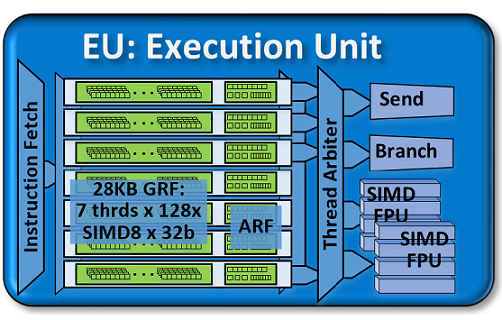 EU: Execution Unit
Instruction Fetch
28KB GRF:
7 thrds x 128x
SIMD8 x 32b
ARF
Thread Arbiter
Send
Branch
SIMD
FPU
SIMD
FPU